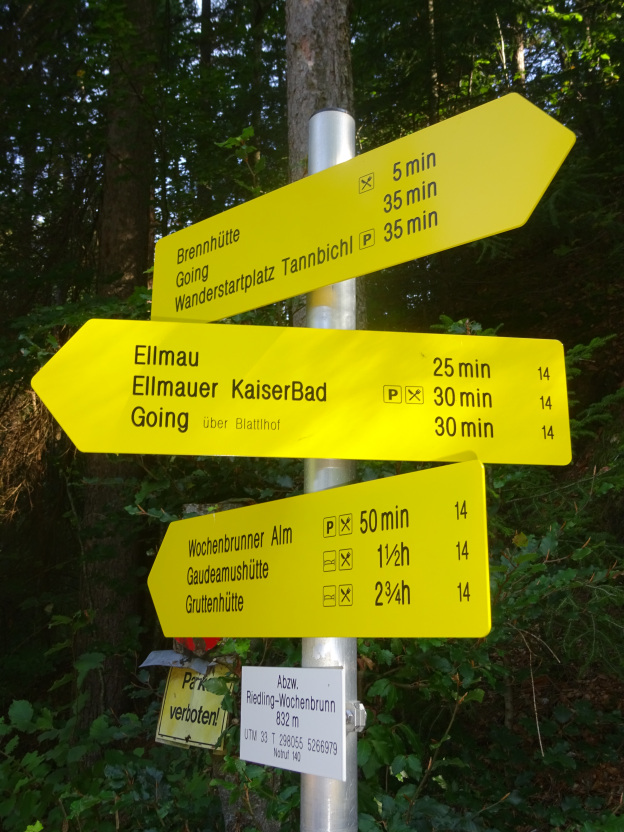 Brennhütte 5 min
Going 35 min
Wanderstartplatz Tannbichl P 35 min
Ellmau 25 min 14
Ellmauer KaiserBad P 30 min 14
Going über Blattlhof 30 min 14
Wochenbrunner Alm P 50 min 14
Gaudeamushütte 1½h 14
Gruttenhütte 2¾h 14
verboten!
Abzw.
Riedling-Wochenbrunn
832 m
UTM 33 T 298055 5266979
Notruf 140